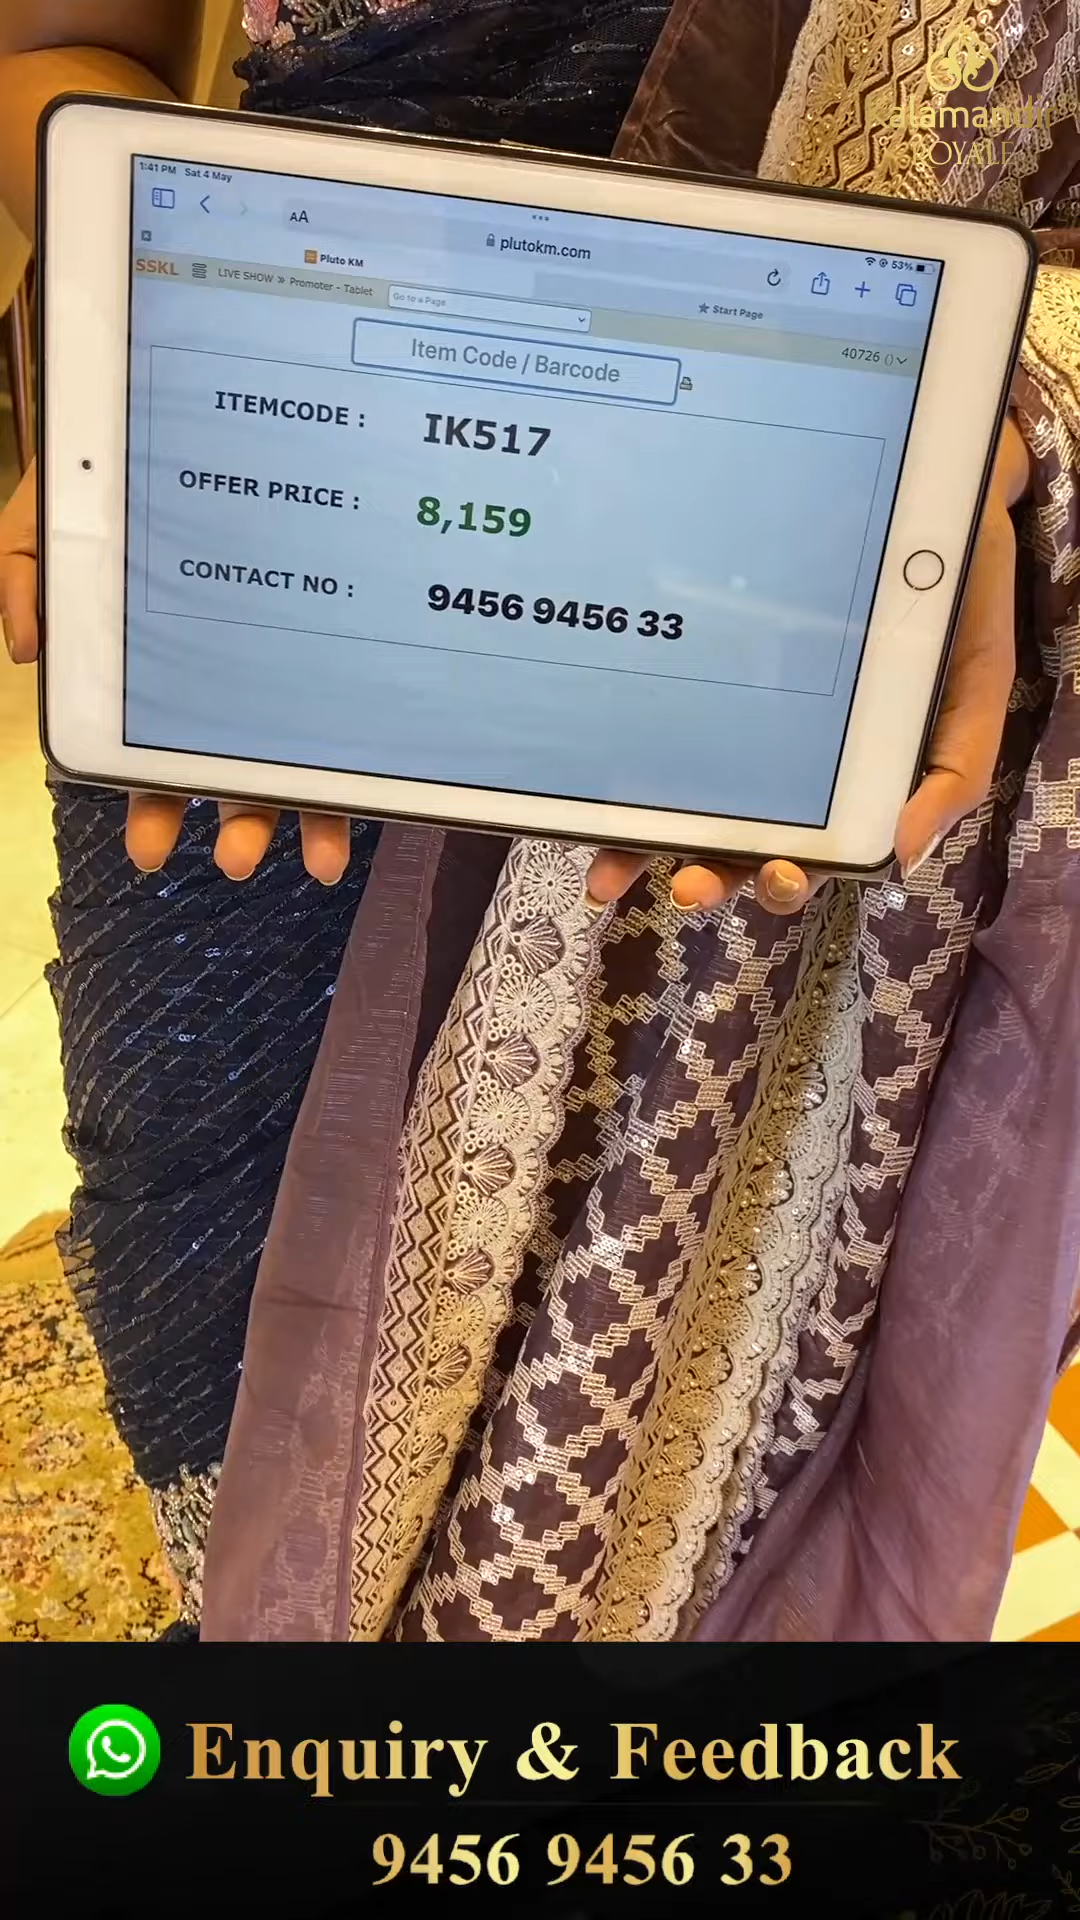 Kalamandir
ROYALE
1:41 PM Sat 4 May
53%
AA
plutokm.com
Pluto KM
SSKL
LIVE SHOW » Promoter - Tablet
Go to a Page
Start Page
40726 ()
Item Code / Barcode
ITEMCODE : IK517
OFFER PRICE : 8,159
CONTACT NO : 9456 9456 33
Enquiry & Feedback
9456 9456 33